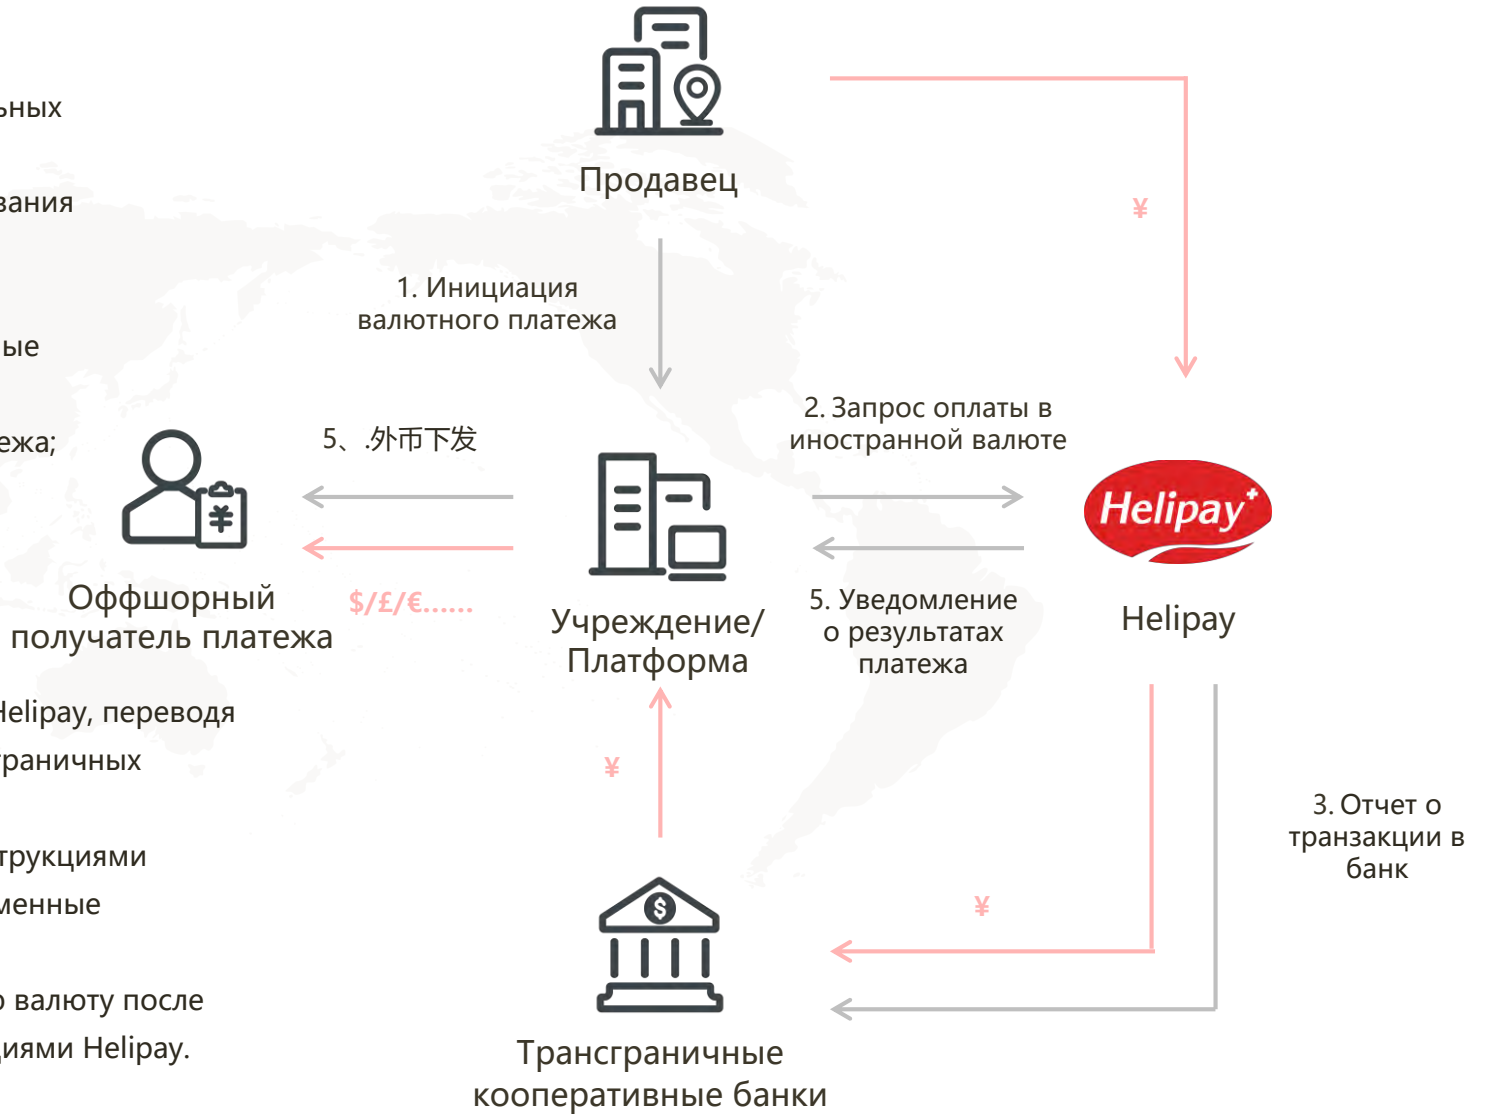 ьных
вания
ые
ежа;
Helipay, переводя
граничных
трукциями
менные
о валюту после
циями Helipay.
Продавец
¥
1. Инициация
валютного платежа
2. Запрос оплаты в
иностранной валюте
5、.外币下发
Helipay
¥
Оффшорный
получатель платежа
$/£/€......
Учреждение/
Платформа
5. Уведомление
о результатах
платежа
Helipay
¥
3. Отчет о
транзакции в
банк
¥
$
Трансграничные
кооперативные банки